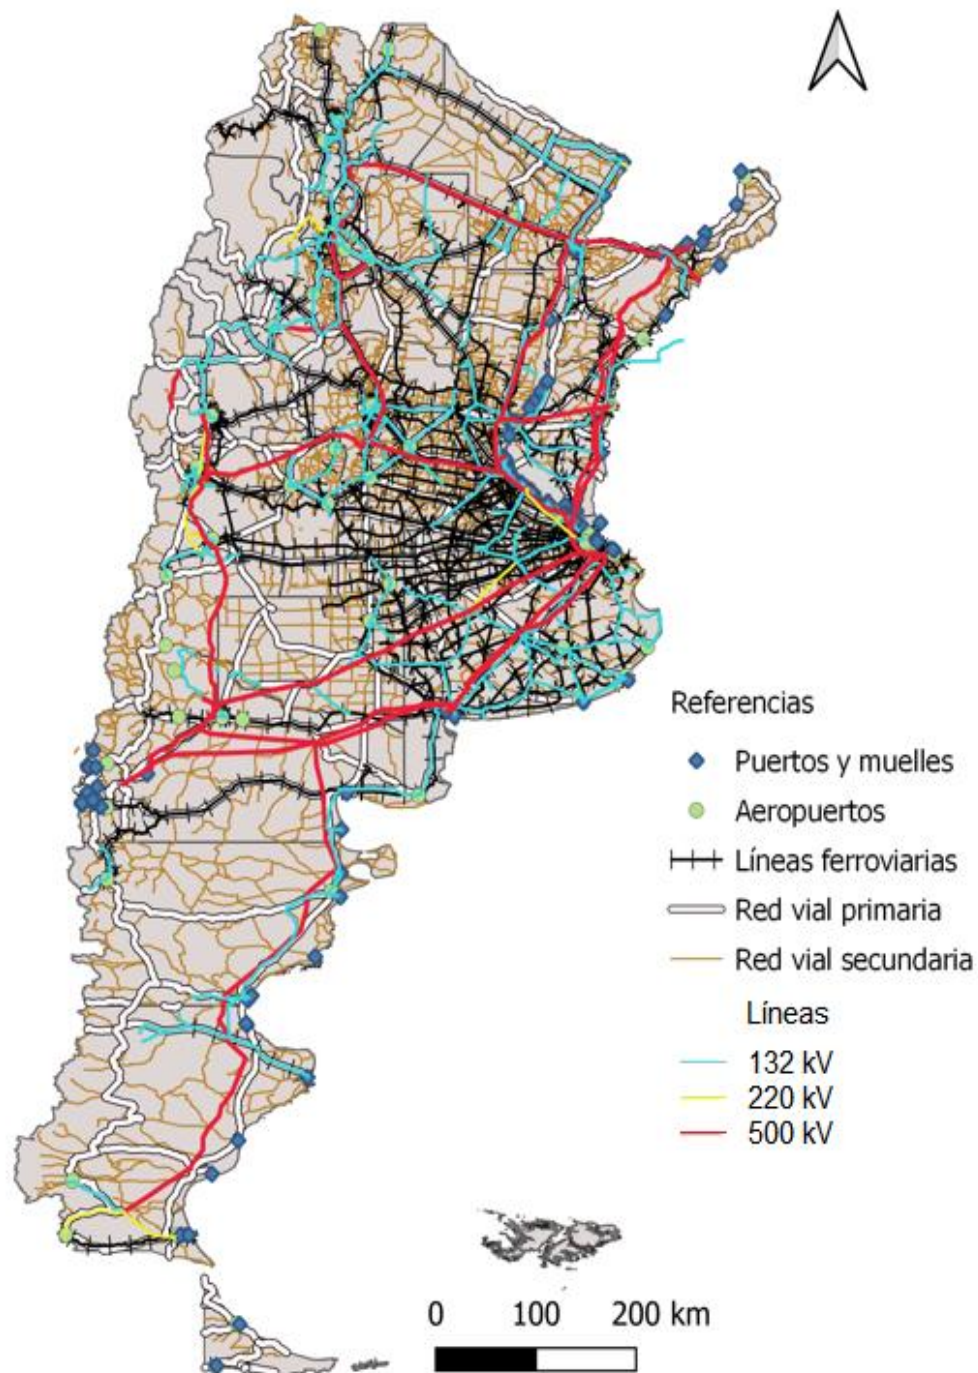 Referencias
Puertos y muelles
Aeropuertos
Líneas ferroviarias
Red vial primaria
Red vial secundaria
Líneas
132 kV
220 kV
500 kV
0 100 200 km